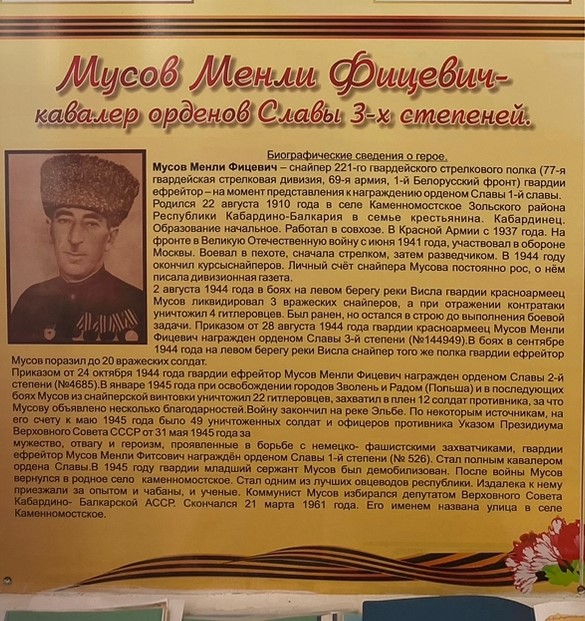 Мусов Менли Фицевич-
кавалер орденов Славы 3-х степеней.
Биографические сведения о герое.
Мусов Менли Фицевич – снайпер 221-го гвардейского стрелкового полка (77-я
гвардейская стрелковая дивизия, 69-я армия, 1-й Белорусский фронт) гвардии
ефрейтор – на момент представления к награждению орденом Славы 1-й славы.
Родился 22 августа 1910 года в селе Каменномостское Зольского района
Республики Кабардино-Балкария в семье крестьянина. Кабардинец.
Образование начальное. Работал в совхозе. В Красной Армии с 1937 года. На
фронте в Великую Отечественную войну с июня 1941 года, участвовал в обороне
Москвы. Воевал в пехоте, сначала стрелком, затем разведчиком. В 1944 году
окончил курсыснайперов. Личный счёт снайпера Мусова постоянно рос, о нём
писала дивизионная газета.
2 августа 1944 года в боях на левом берегу реки Висла гвардии красноармеец
Мусов ликвидировал 3 вражеских снайперов, а при отражении контратаки
уничтожил 4 гитлеровцев. Был ранен, но остался в строю до выполнения боевой
задачи. Приказом от 28 августа 1944 года гвардии красноармеец Мусов Менли
Фицевич награжден орденом Славы 3-й степени (№144949).В боях в сентябре
1944 года на левом берегу реки Висла снайпер того же полка гвардии ефрейтор
Мусов поразил до 20 вражеских солдат.
Приказом от 24 октября 1944 года гвардии ефрейтор Мусов Менли Фицевич награжден орденом Славы 2-й
степени (№4685).В январе 1945 года при освобождении городов Зволень и Радом (Польша) и в последующих
боях Мусов из снайперской винтовки уничтожил 22 гитлеровцев, захватил в плен 12 солдат противника, за что
Мусову объявлено несколько благодарностей.Войну закончил на реке Эльбе. По некоторым источникам, на
его счету к маю 1945 года было 49 уничтоженных солдат и офицеров противника Указом Президиума
Верховного Совета СССР от 31 мая 1945 года за
мужество, отвагу и героизм, проявленные в борьбе с немецко- фашистскими захватчиками, гвардии
ефрейтор Мусов Менли Фитсович награждён орденом Славы 1-й степени (№ 526). Стал полным кавалером
ордена Славы.В 1945 году гвардии младший сержант Мусов был демобилизован. После войны Мусов
вернулся в родное село каменномостское. Стал одним из лучших овцеводов республики. Издалека к нему
приезжали за опытом и чабаны, и ученые. Коммунист Мусов избирался депутатом Верховного Совета
Кабардино- Балкарской АССР. Скончался 21 марта 1961 года. Его именем названа улица в селе
Каменномостское.